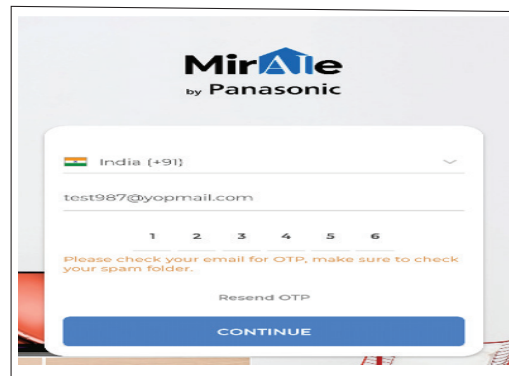 MirAIe
by Panasonic
India (+91)
test987@yopmail.com
1 2 3 4 5 6
Please check your email for OTP, make sure to check
your spam folder.
Resend OTP
CONTINUE